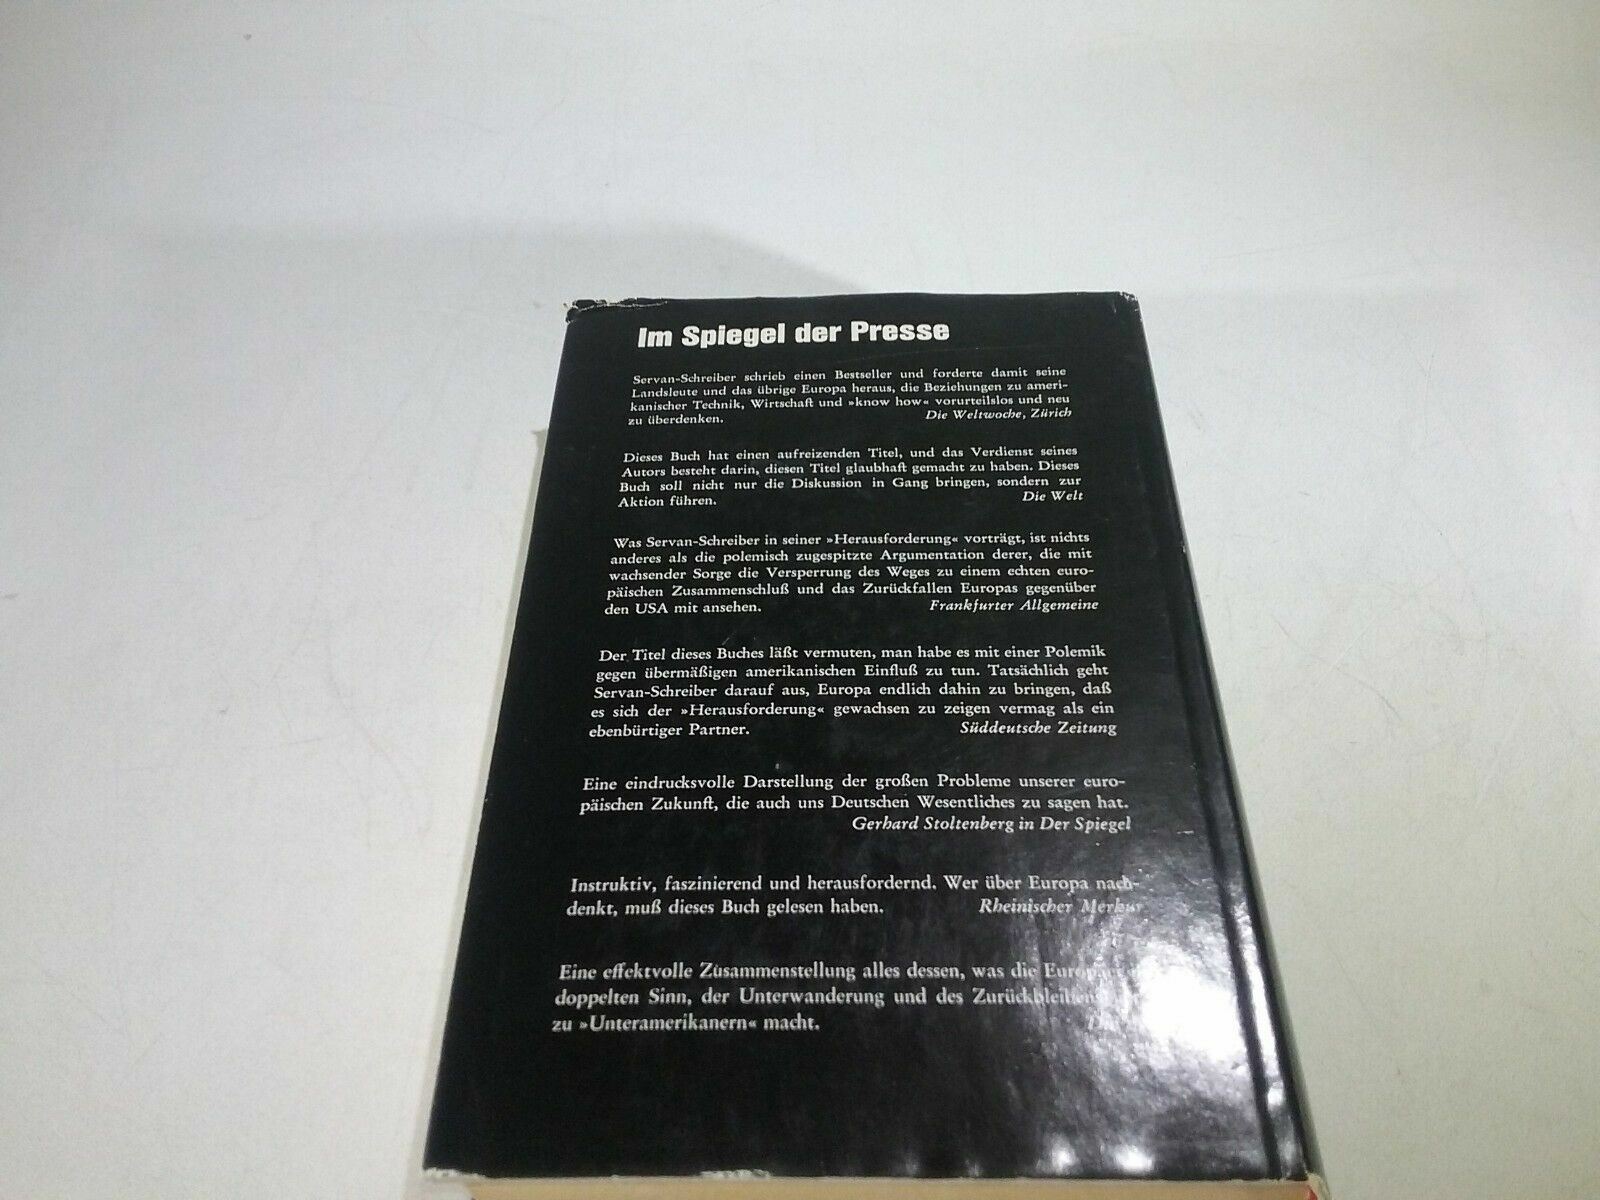 Im Spiegel der Presse
Servan-Schreiber schrieb einen Bestseller und forderte damit seine
Landsleute und das übrige Europa heraus, die Beziehungen zu ameri-
kanischer Technik, Wirtschaft und »know how« vorurteilslos und neu
zu überdenken. Die Weltwoche, Zürich
Dieses Buch hat einen aufreizenden Titel, und das Verdienst seines
Autors besteht darin, diesen Titel glaubhaft gemacht zu haben. Dieses
Buch soll nicht nur die Diskussion in Gang bringen, sondern zur
Aktion führen. Die Welt
Was Servan-Schreiber in seiner »Herausforderung« vorträgt, ist nichts
anderes als die polemisch zugespitzte Argumentation derer, die mit
wachsender Sorge die Versperrung des Weges zu einem echten euro-
päischen Zusammenschluß und das Zurückfallen Europas gegenüber
den USA mit ansehen. Frankfurter Allgemeine
Der Titel dieses Buches läßt vermuten, man habe es mit einer Polemik
gegen übermäßigen amerikanischen Einfluß zu tun. Tatsächlich geht
Servan-Schreiber darauf aus, Europa endlich dahin zu bringen, daß
es sich der »Herausforderung« gewachsen zu zeigen vermag als ein
ebenbürtiger Partner. Süddeutsche Zeitung
Eine eindrucksvolle Darstellung der großen Probleme unserer euro-
päischen Zukunft, die auch uns Deutschen Wesentliches zu sagen hat.
Gerhard Stoltenberg in Der Spiegel
Instruktiv, faszinierend und herausfordernd. Wer über Europa nach-
denkt, muß dieses Buch gelesen haben. Rheinischer Merkur
Eine effektvolle Zusammenstellung alles dessen, was die
doppelten Sinn, der Unterwanderung und des
zu »Unteramerikanern« macht.